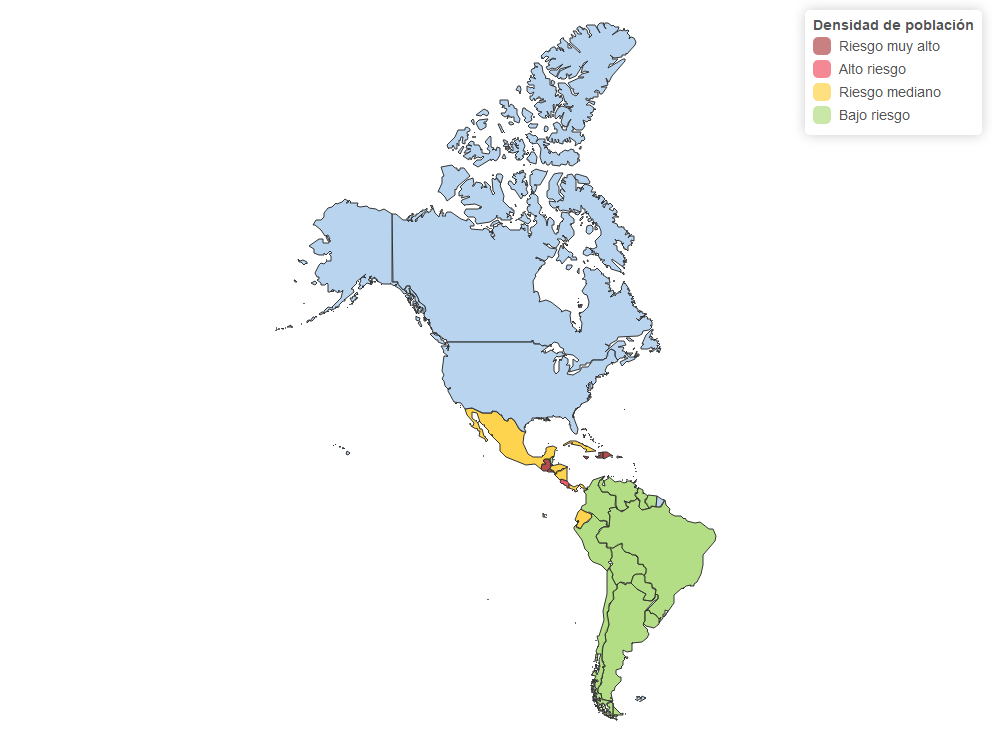 Densidad de población
Riesgo muy alto
Alto riesgo
Riesgo mediano
Bajo riesgo